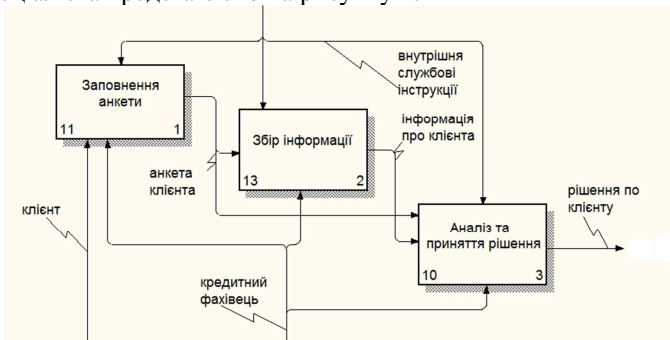 внутрішня
службові
інструкції
Заповнення
анкети
11 1
Збір інформації
13 2
інформація
про клієнта
анкета
клієнта
клієнт
Аналіз та
прийняття рішення
10 3
рішення по
клієнту
кредитний
фахівець